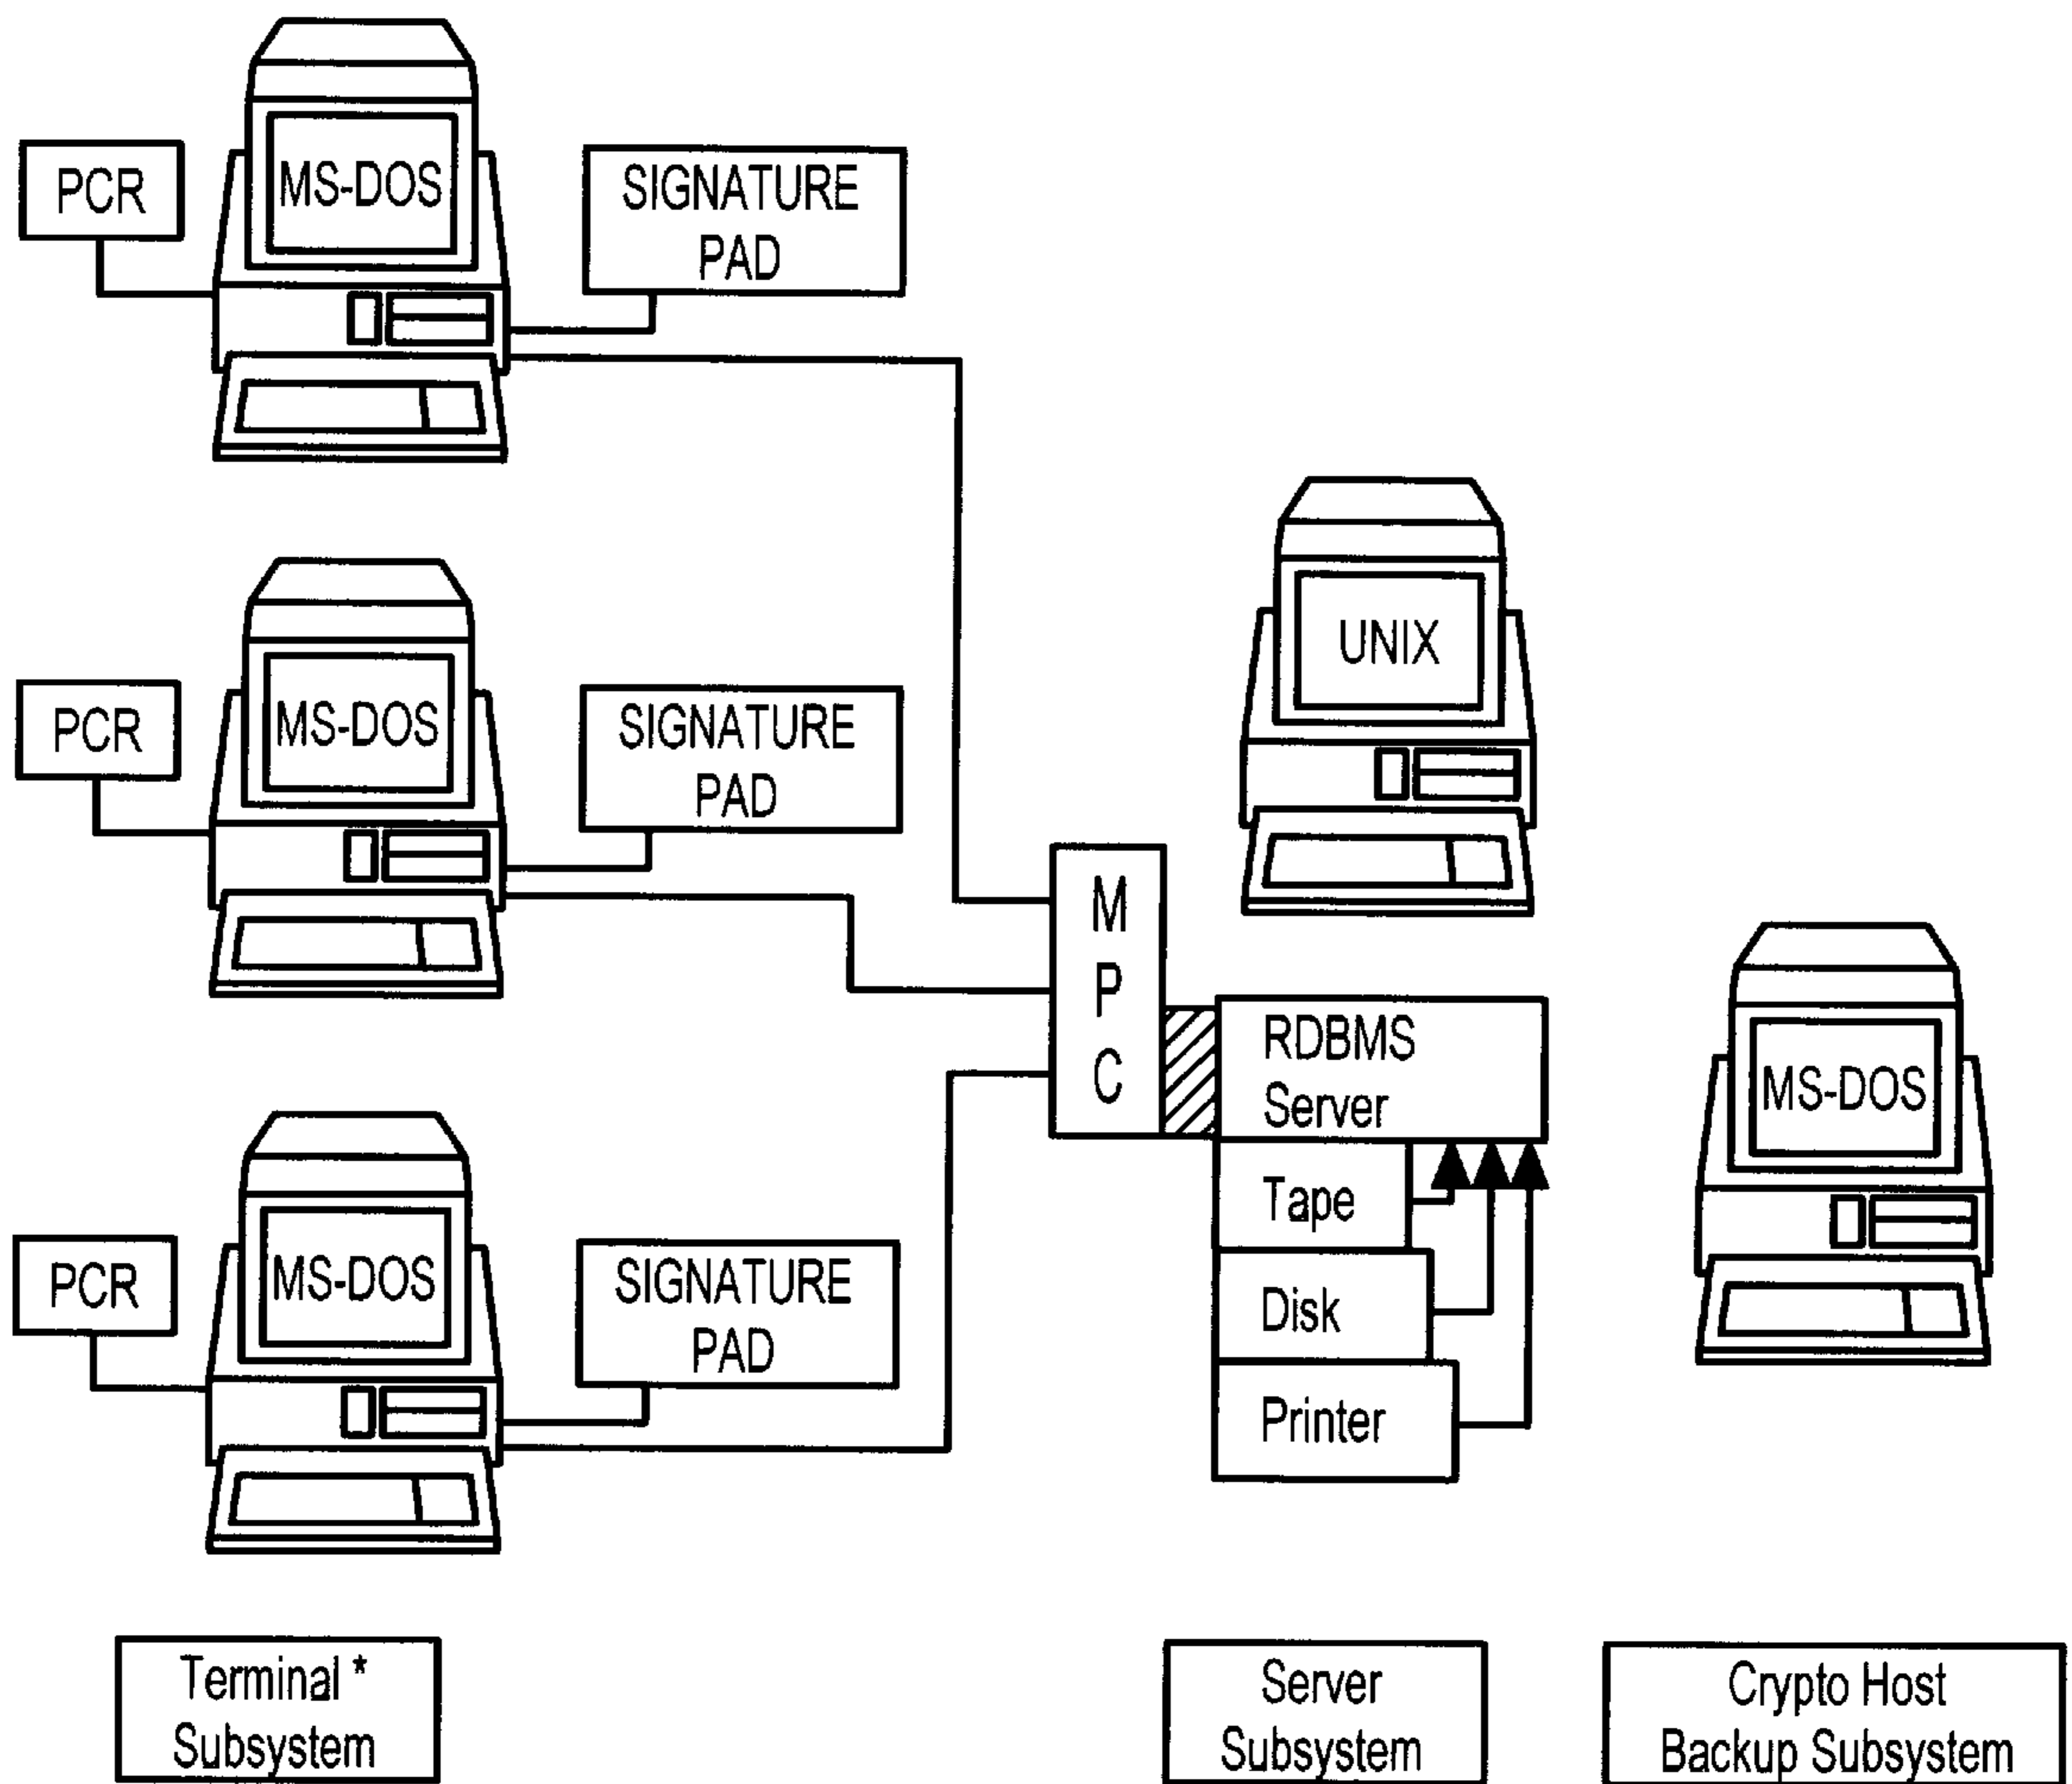 PCR
MS-DOS
SIGNATURE
PAD
PCR
MS-DOS
SIGNATURE
PAD
PCR
MS-DOS
SIGNATURE
PAD
M
P
C
UNIX
RDBMS
Server
Tape
Disk
Printer
MS-DOS
Terminal *
Subsystem
Server
Subsystem
Crypto Host
Backup Subsystem